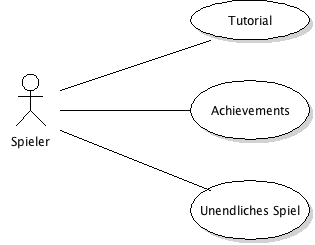 Tutorial
Achievements
Spieler
Unendliches Spiel